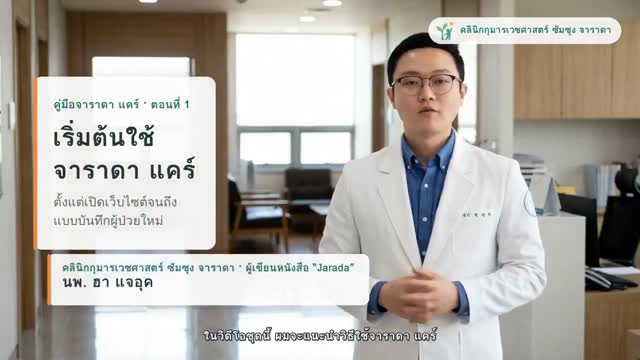 คลินิกกุมารเวชศาสตร์ ซัมซุง จาราดา
คู่มือจาราดา แคร์ · ตอนที่ 1
เริ่มต้นใช้
จาราดา แคร์
ตั้งแต่เปิดเว็บไซต์จนถึง
แบบบันทึกผู้ป่วยใหม่
คลินิกกุมารเวชศาสตร์ ซัมซุง จาราดา · ผู้เขียนหนังสือ "Jarada"
นพ. ฮา แจอุค
ในวิดีโอชุดนี้ ผมจะแนะนำวิธีใช้จาราดา แคร์